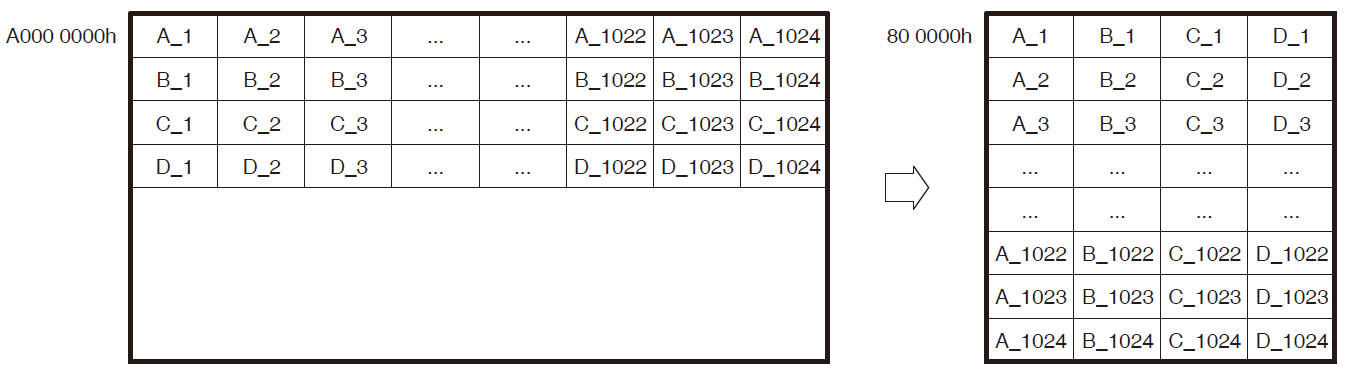 A000 0000h A_1 A_2 A_3 ... ... A_1022 A_1023 A_1024
B_1 B_2 B_3 ... ... B_1022 B_1023 B_1024
C_1 C_2 C_3 ... ... C_1022 C_1023 C_1024
D_1 D_2 D_3 ... ... D_1022 D_1023 D_1024
80 0000h A_1 B_1 C_1 D_1
A_2 B_2 C_2 D_2
A_3 B_3 C_3 D_3
... ... ... ...
... ... ... ...
A_1022 B_1022 C_1022 D_1022
A_1023 B_1023 C_1023 D_1023
A_1024 B_1024 C_1024 D_1024